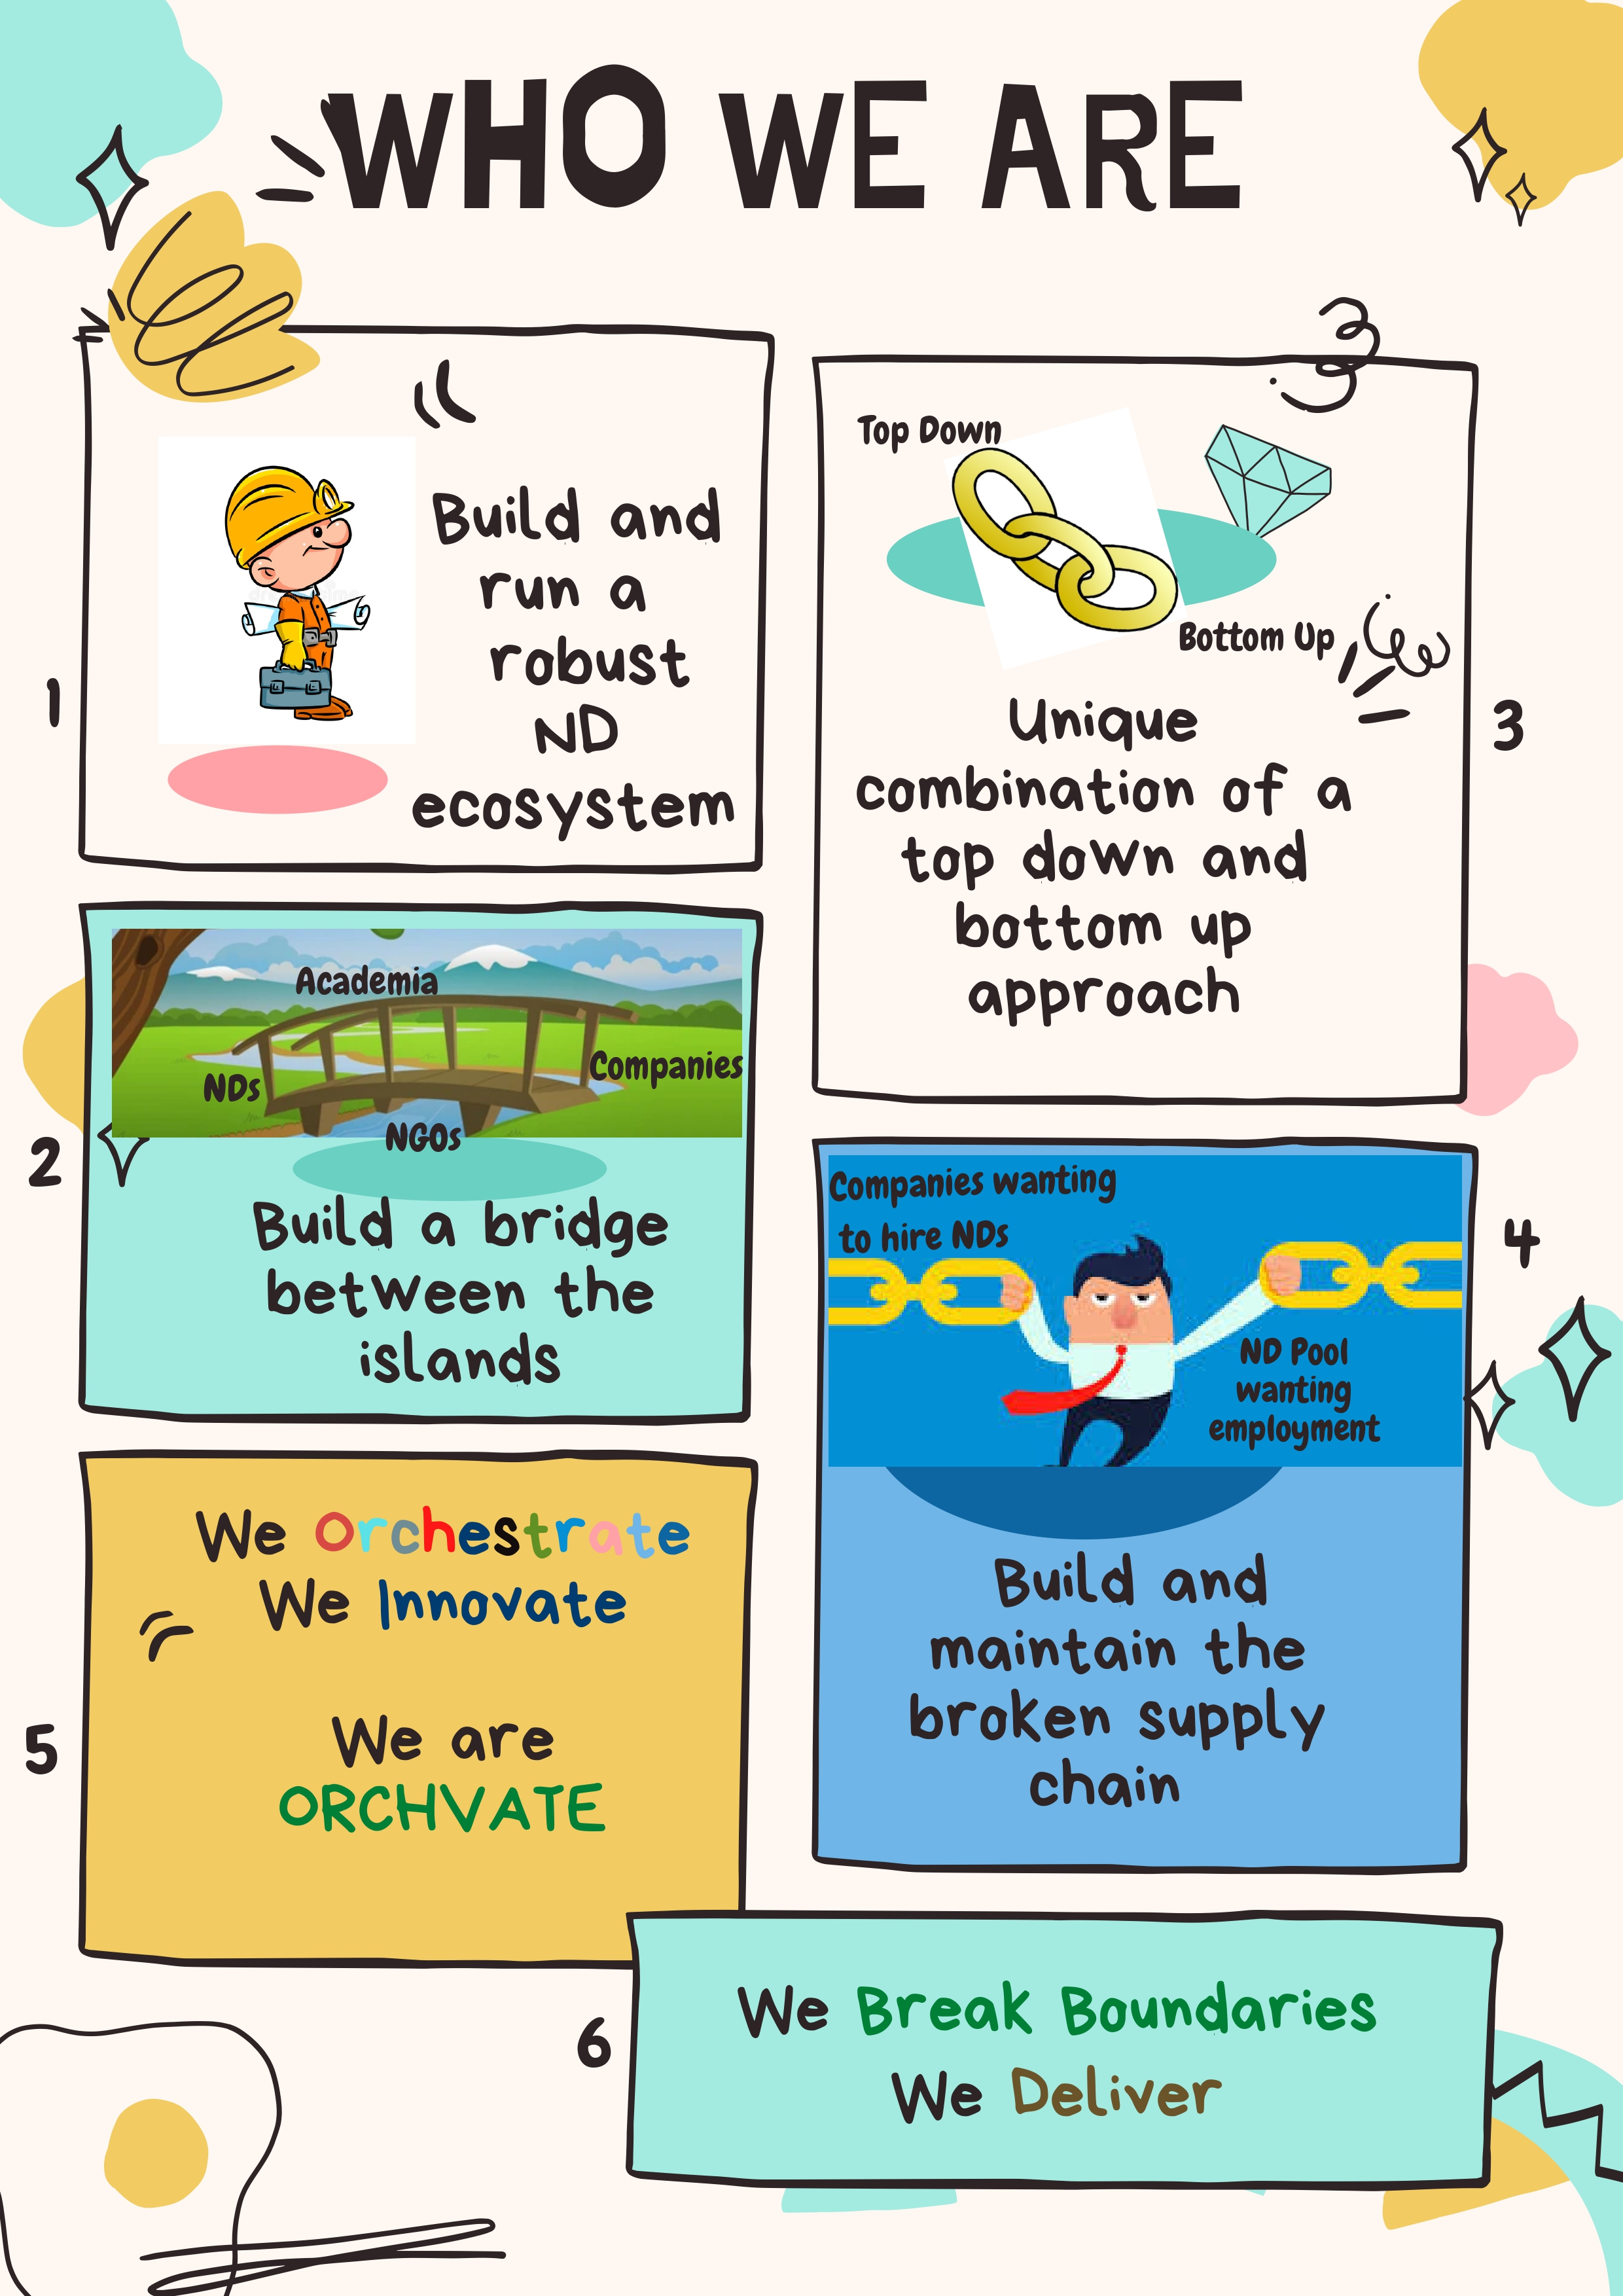 WHO WE ARE
1
Build and
run a
robust
ND
ecosystem
2
Academia
NDs
Companies
NGOs
Build a bridge
between the
islands
3
Top Down
Bottom Up
Unique
combination of a
top down and
bottom up
approach
4
Companies wanting
to hire NDs
ND Pool
wanting
employment
Build and
maintain the
broken supply
chain
5
We Orchestrate
We Innovate
We are
ORCHVATE
6
We Break Boundaries
We Deliver